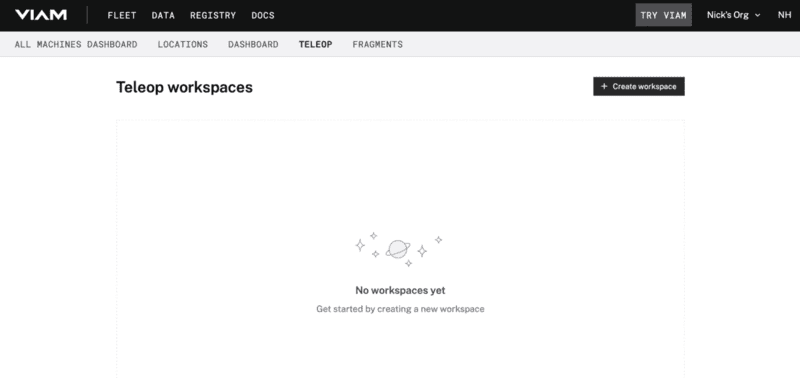 VIAM FLEET DATA REGISTRY DOCS TRY VIAM Nick's Org NH
ALL MACHINES DASHBOARD LOCATIONS DASHBOARD TELEOP FRAGMENTS
Teleop workspaces + Create workspace
No workspaces yet
Get started by creating a new workspace